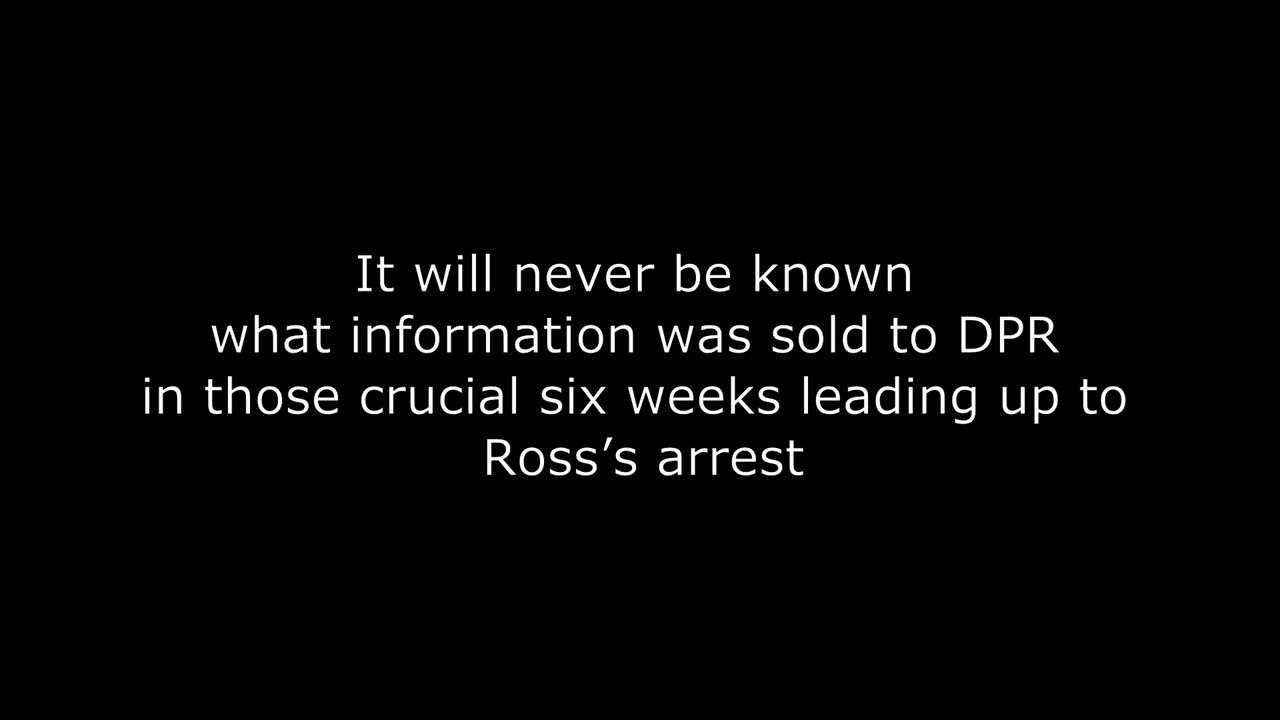 It will never be known
what information was sold to DPR
in those crucial six weeks leading up to
Ross’s arrest